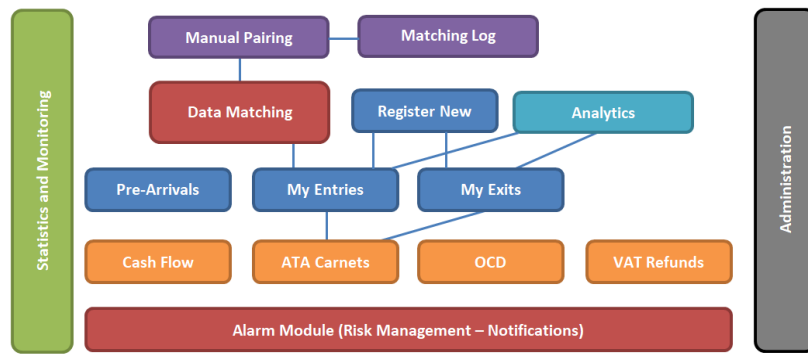 Statistics and Monitoring
Manual Pairing
Matching Log
Data Matching
Register New
Analytics
Pre-Arrivals
My Entries
My Exits
Cash Flow
ATA Carnets
OCD
VAT Refunds
Alarm Module (Risk Management – Notifications)
Administration